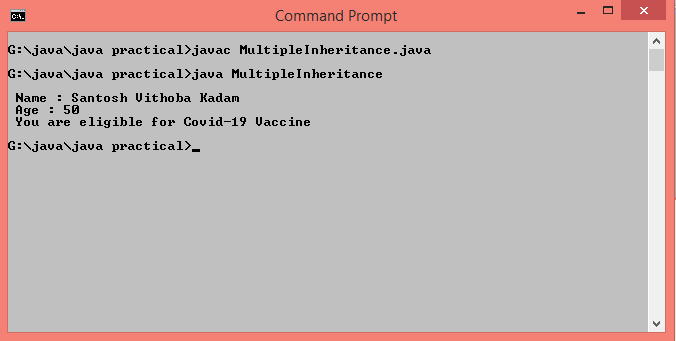 Command Prompt
G:\java\java practical>javac MultipleInheritance.java
G:\java\java practical>java MultipleInheritance
Name : Santosh Vithoba Kadam
Age : 50
You are eligible for Covid-19 Vaccine
G:\java\java practical>_